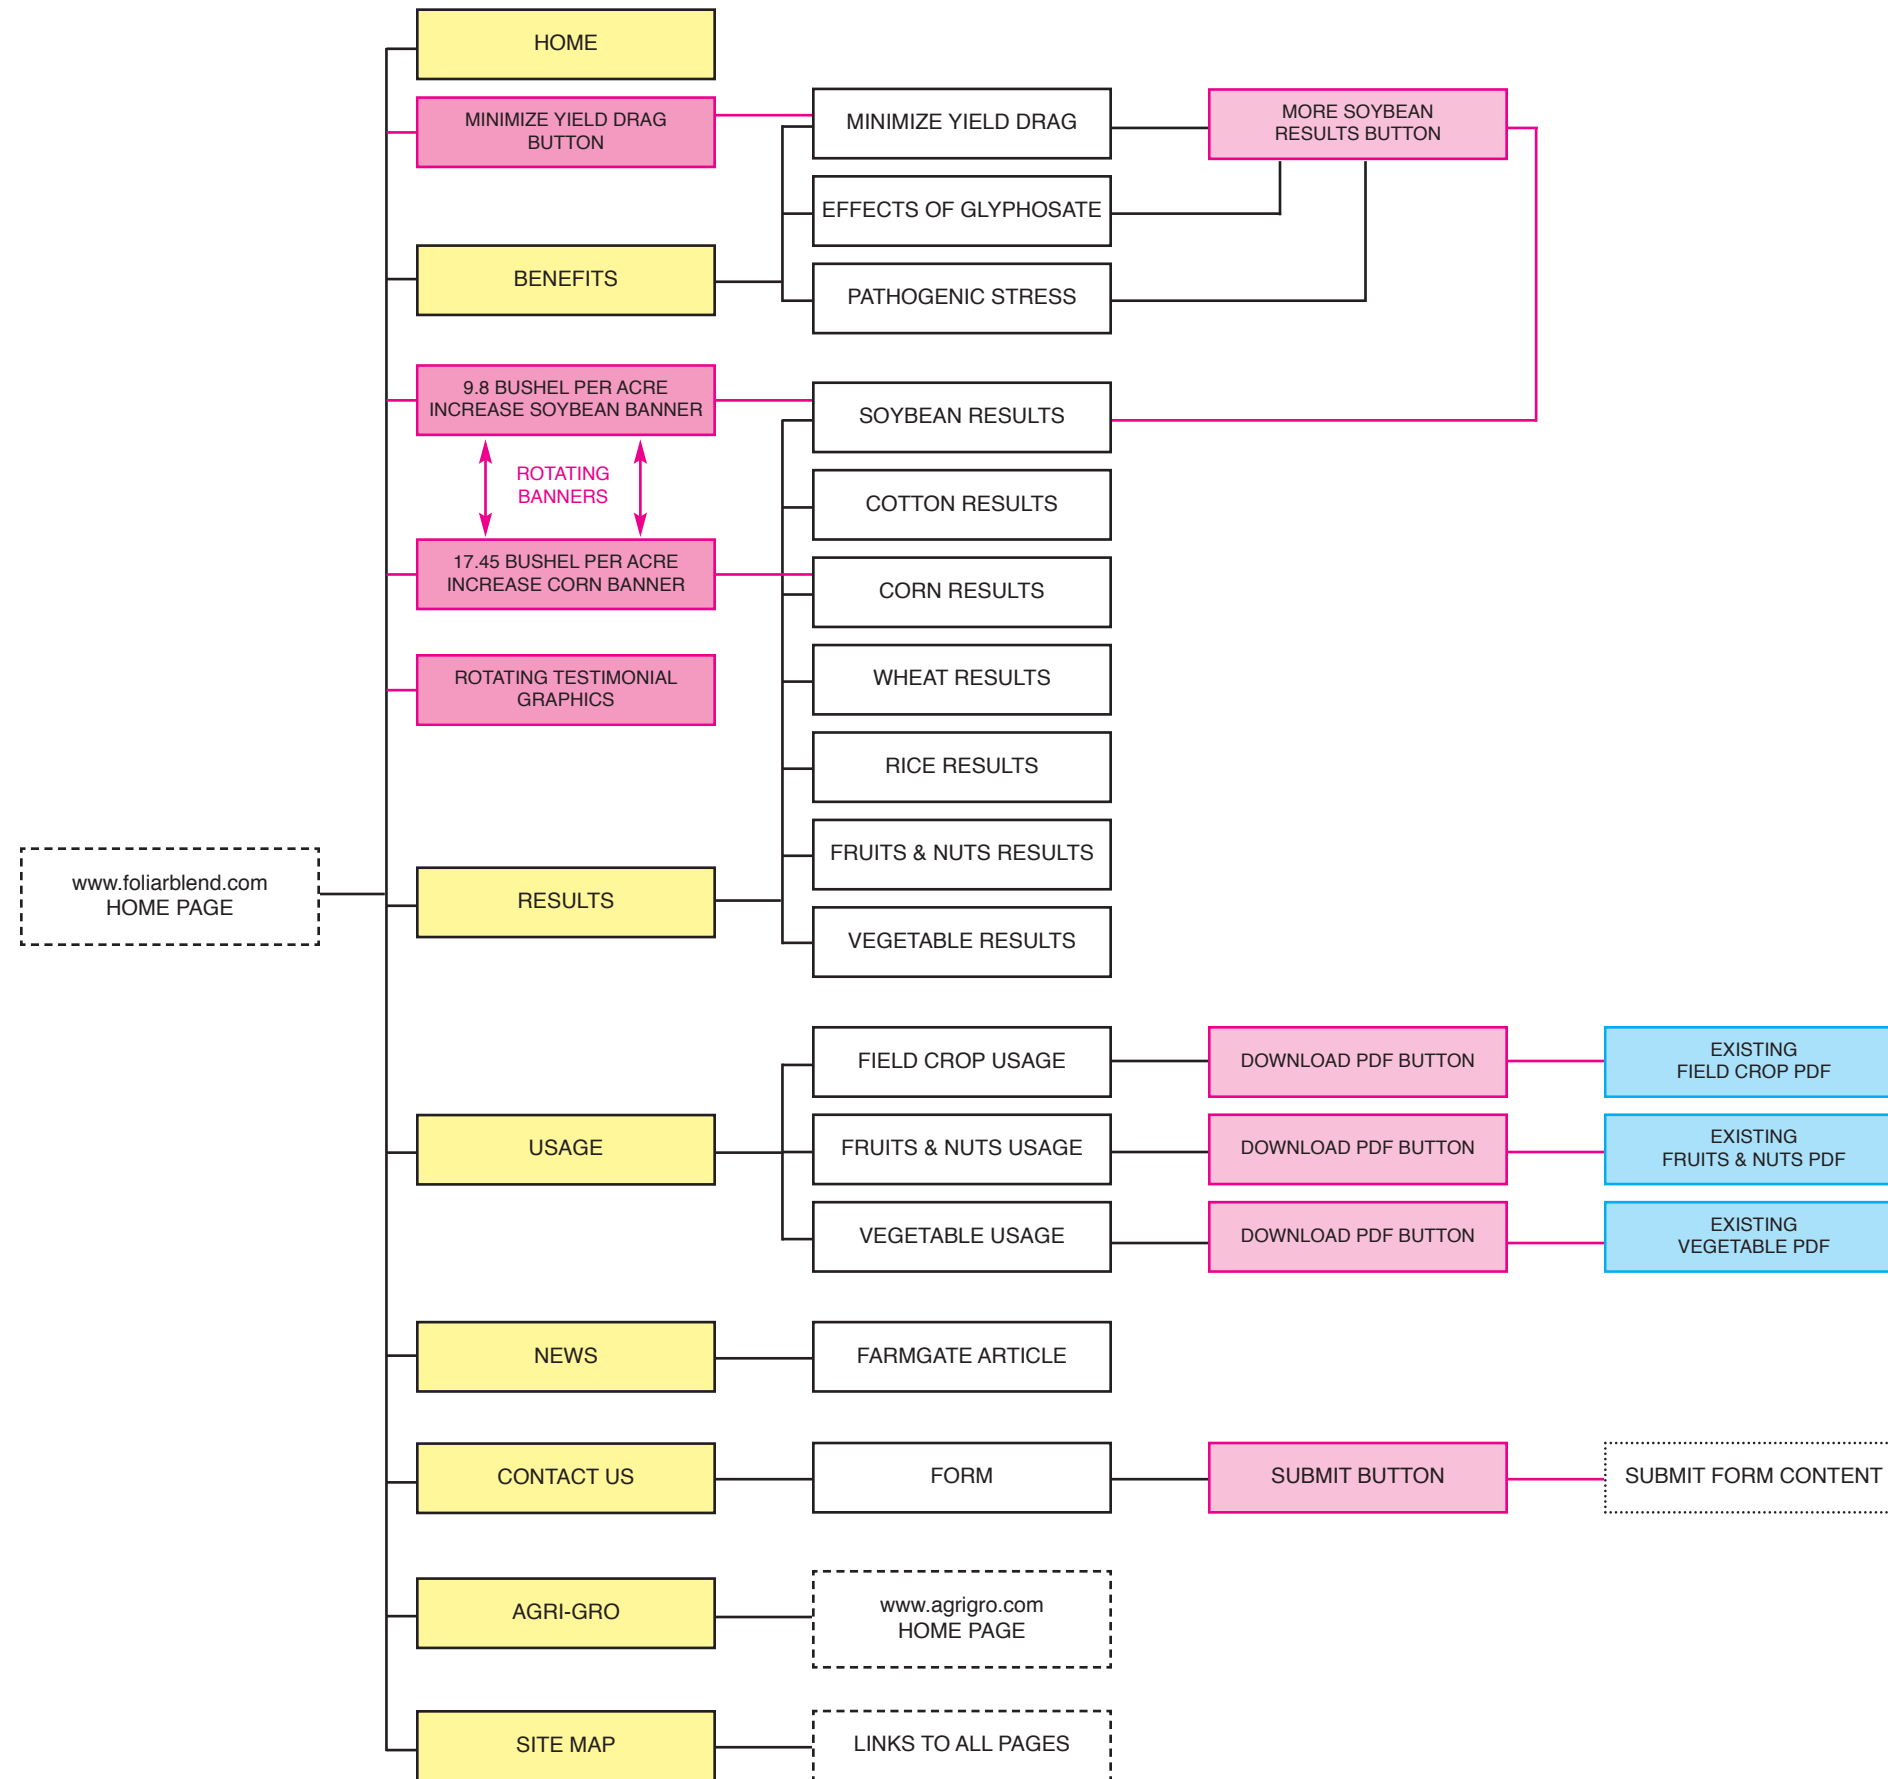 HOME
MINIMIZE YIELD DRAG
BUTTON
MINIMIZE YIELD DRAG
MORE SOYBEAN
RESULTS BUTTON
EFFECTS OF GLYPHOSATE
BENEFITS
PATHOGENIC STRESS
9.8 BUSHEL PER ACRE
INCREASE SOYBEAN BANNER
SOYBEAN RESULTS
ROTATING
BANNERS
COTTON RESULTS
17.45 BUSHEL PER ACRE
INCREASE CORN BANNER
CORN RESULTS
ROTATING TESTIMONIAL
GRAPHICS
WHEAT RESULTS
RICE RESULTS
www.foliarblend.com
HOME PAGE
FRUITS & NUTS RESULTS
RESULTS
VEGETABLE RESULTS
FIELD CROP USAGE
DOWNLOAD PDF BUTTON
EXISTING
FIELD CROP PDF
USAGE
FRUITS & NUTS USAGE
DOWNLOAD PDF BUTTON
EXISTING
FRUITS & NUTS PDF
VEGETABLE USAGE
DOWNLOAD PDF BUTTON
EXISTING
VEGETABLE PDF
NEWS
FARMGATE ARTICLE
CONTACT US
FORM
SUBMIT BUTTON
SUBMIT FORM CONTENT
AGRI-GRO
www.agrigro.com
HOME PAGE
SITE MAP
LINKS TO ALL PAGES